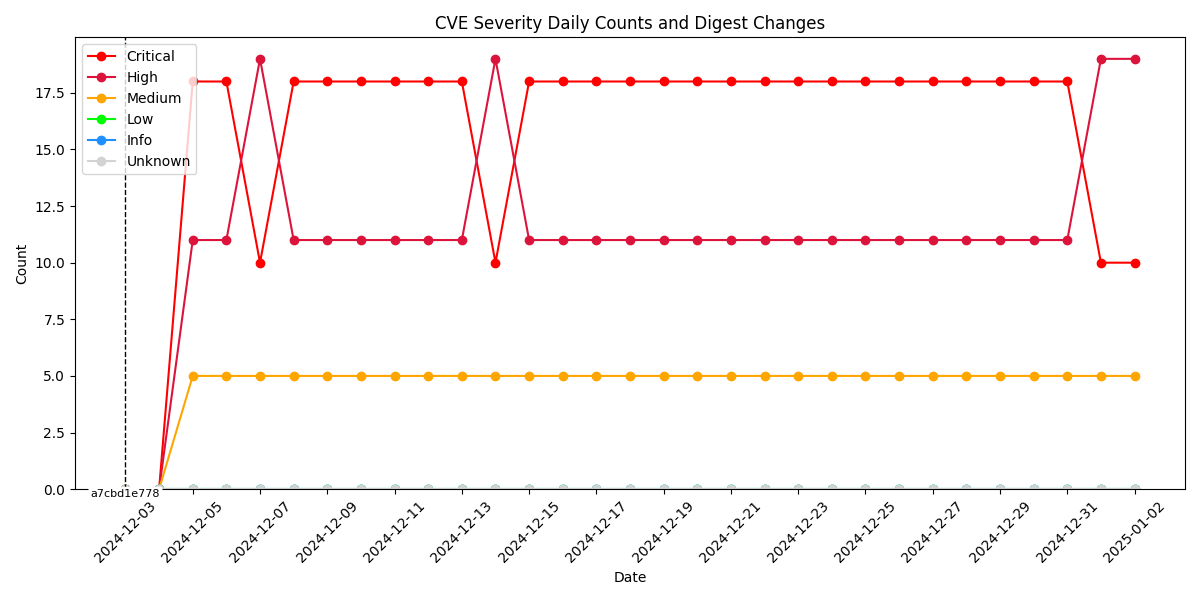 CVE Severity Daily Counts and Digest Changes
Critical
High
Medium
Low
Info
Unknown
Count
17.5
15.0
12.5
10.0
7.5
5.0
2.5
0.0
a7cbd1e778
2024-12-03
2024-12-05
2024-12-07
2024-12-09
2024-12-11
2024-12-13
2024-12-15
2024-12-17
2024-12-19
2024-12-21
2024-12-23
2024-12-25
2024-12-27
2024-12-29
2024-12-31
2025-01-02
Date